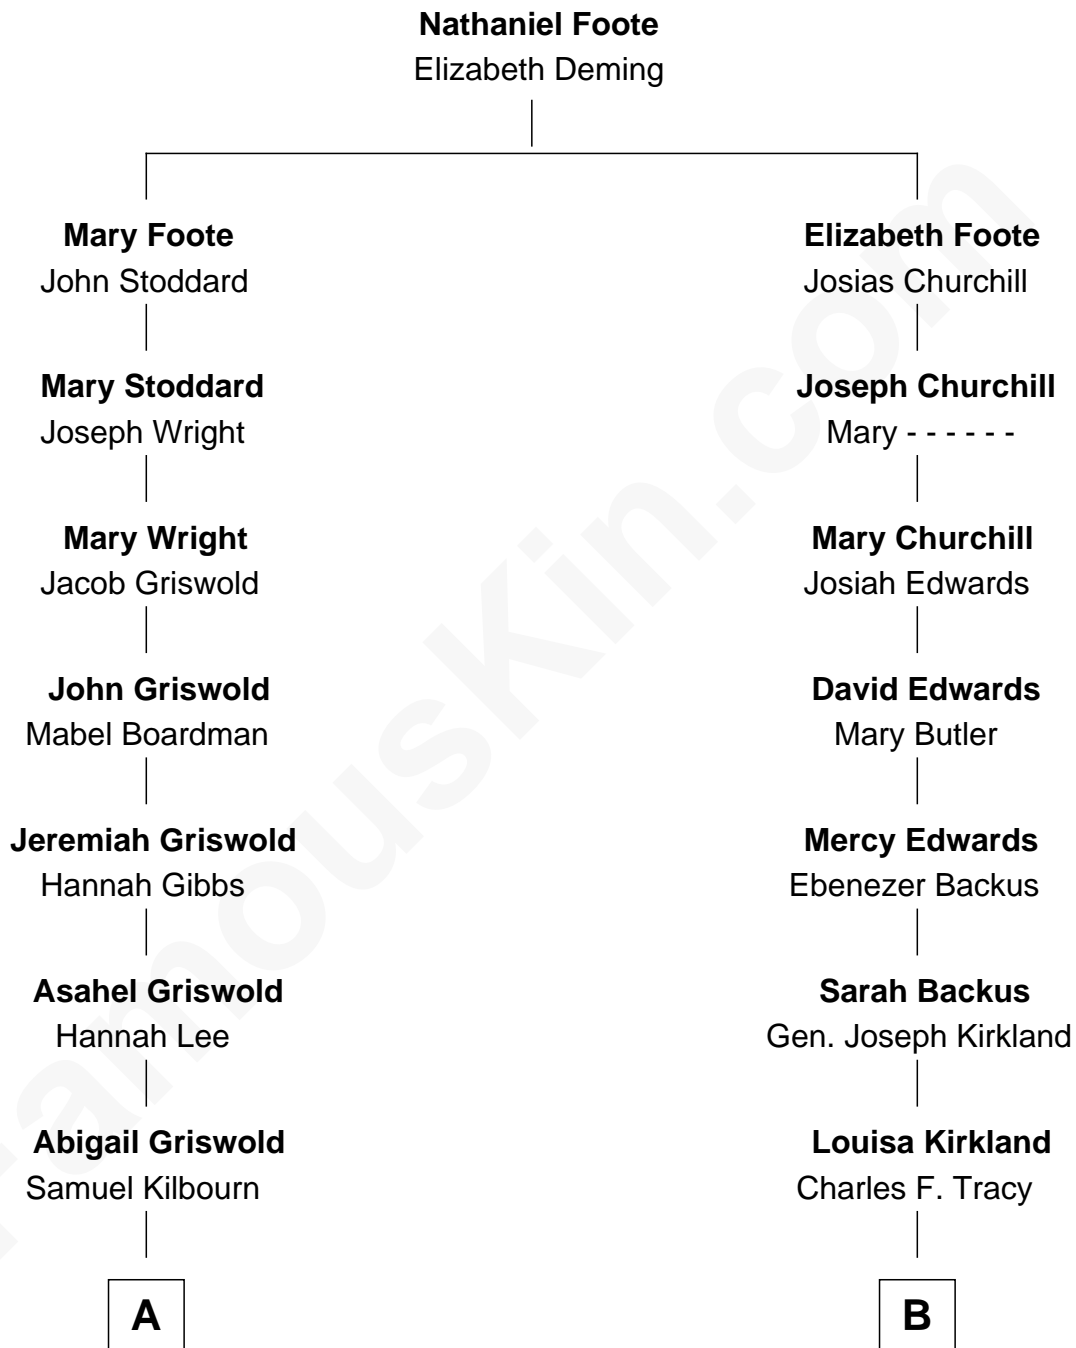 Nathaniel Foote
Elizabeth Deming
Mary Foote
John Stoddard
Elizabeth Foote
Josias Churchill
Mary Stoddard
Joseph Wright
Joseph Churchill
Mary - - - - - -
Mary Wright
Jacob Griswold
Mary Churchill
Josiah Edwards
John Griswold
Mabel Boardman
David Edwards
Mary Butler
Jeremiah Griswold
Hannah Gibbs
Mercy Edwards
Ebenezer Backus
Asahel Griswold
Hannah Lee
Sarah Backus
Gen. Joseph Kirkland
Abigail Griswold
Samuel Kilbourn
Louisa Kirkland
Charles F. Tracy
A
B
FamousKin.com